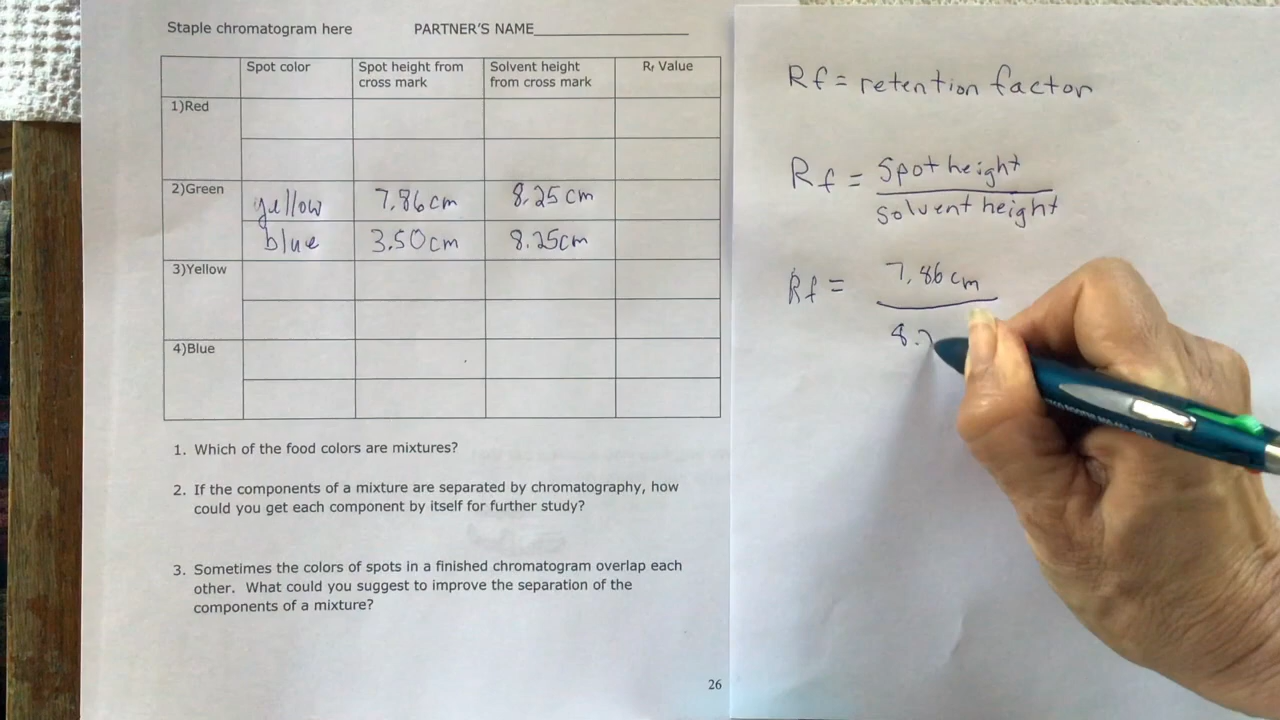 Staple chromatogram here PARTNER'S NAME
Spot color Spot height from cross mark Solvent height from cross mark Rf Value
1)Red
2)Green yellow 7.86cm 8.25cm
blue 3.50cm 8.25cm
3)Yellow
4)Blue
1. Which of the food colors are mixtures?
2. If the components of a mixture are separated by chromatography, how
could you get each component by itself for further study?
3. Sometimes the colors of spots in a finished chromatogram overlap each
other. What could you suggest to improve the separation of the
components of a mixture?
26
Rf = retention factor
Rf = Spot height
solvent height
Rf = 7.86 cm
8.